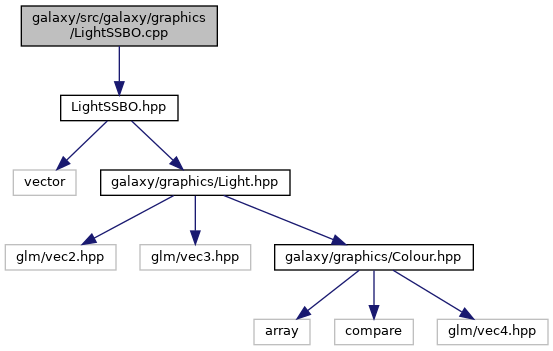 galaxy/src/galaxy/graphics
/LightSSBO.cpp
LightSSBO.hpp
vector
galaxy/graphics/Light.hpp
glm/vec2.hpp
glm/vec3.hpp
galaxy/graphics/Colour.hpp
array
compare
glm/vec4.hpp